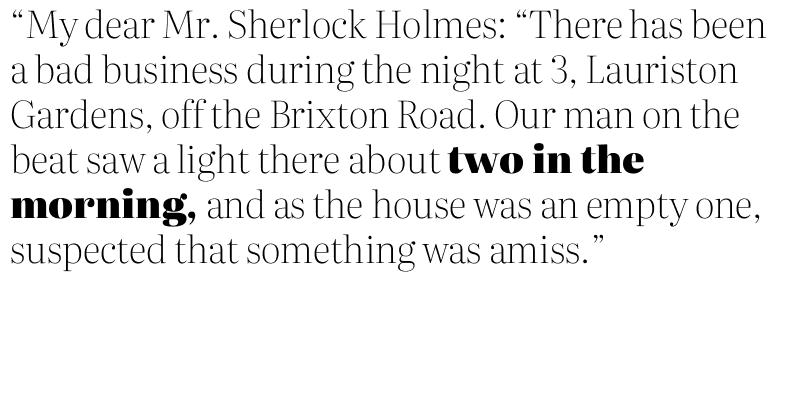 “My dear Mr. Sherlock Holmes: “There has been
a bad business during the night at 3, Lauriston
Gardens, off the Brixton Road. Our man on the
beat saw a light there about two in the
morning, and as the house was an empty one,
suspected that something was amiss.”